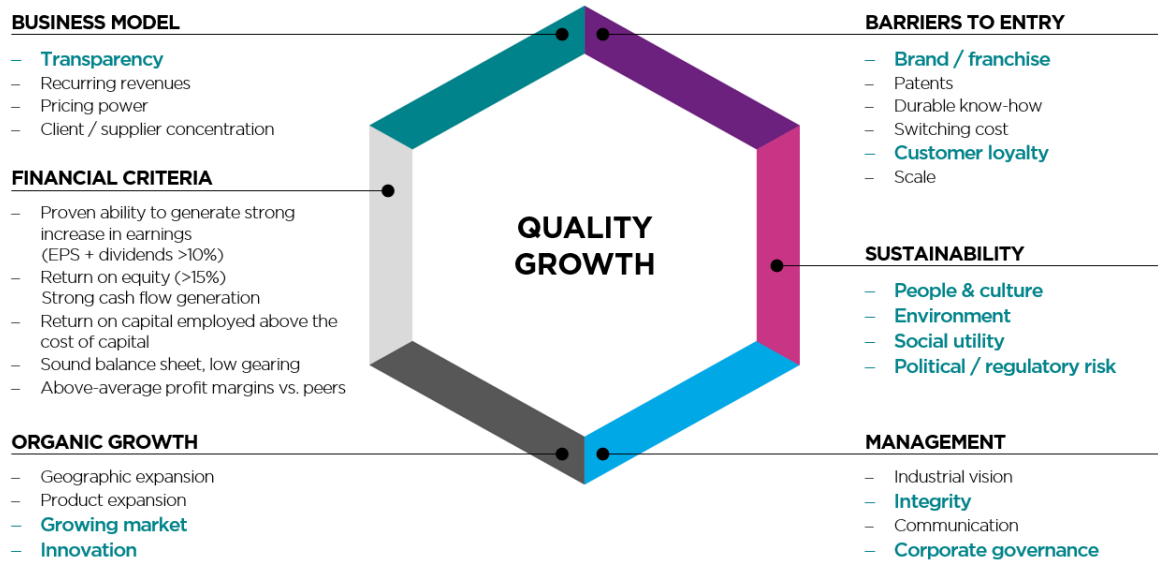 BUSINESS MODEL
– Transparency
– Recurring revenues
– Pricing power
– Client / supplier concentration
FINANCIAL CRITERIA
– Proven ability to generate strong
increase in earnings
(EPS + dividends >10%)
– Return on equity (>15%)
Strong cash flow generation
– Return on capital employed above the
cost of capital
– Sound balance sheet, low gearing
– Above-average profit margins vs. peers
ORGANIC GROWTH
– Geographic expansion
– Product expansion
– Growing market
– Innovation
QUALITY
GROWTH
BARRIERS TO ENTRY
– Brand / franchise
– Patents
– Durable know-how
– Switching cost
– Customer loyalty
– Scale
SUSTAINABILITY
– People & culture
– Environment
– Social utility
– Political / regulatory risk
MANAGEMENT
– Industrial vision
– Integrity
– Communication
– Corporate governance